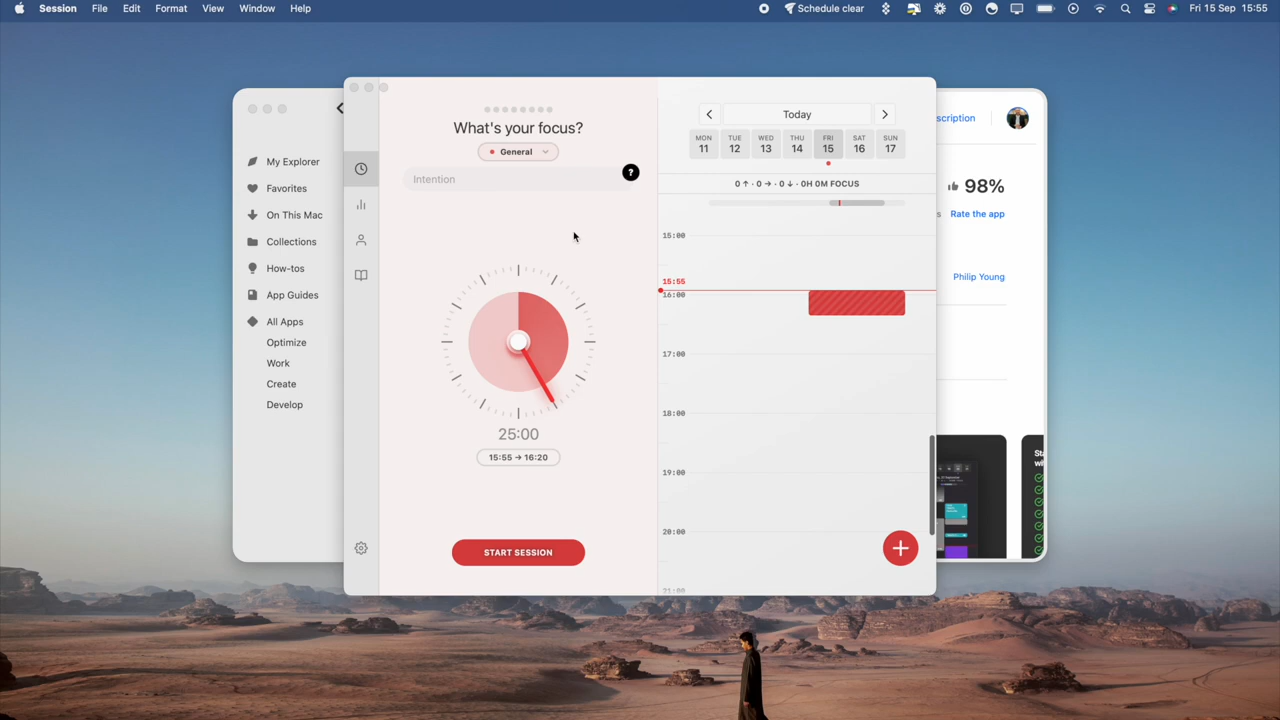 Session File Edit Format View Window Help
Schedule clear
Fri 15 Sep 15:55
My Explorer
Favorites
On This Mac
Collections
How-tos
App Guides
All Apps
Optimize
Work
Create
Develop
What's your focus?
General
Intention
?
25:00
15:55 → 16:20
START SESSION
Today
MON TUE WED THU FRI SAT SUN
11 12 13 14 15 16 17
0 ↑ · 0 → · 0 ↓ · 0H 0M FOCUS
15:00
15:55
16:00
17:00
18:00
19:00
20:00
21:00
scription
98%
s Rate the app
Philip Young